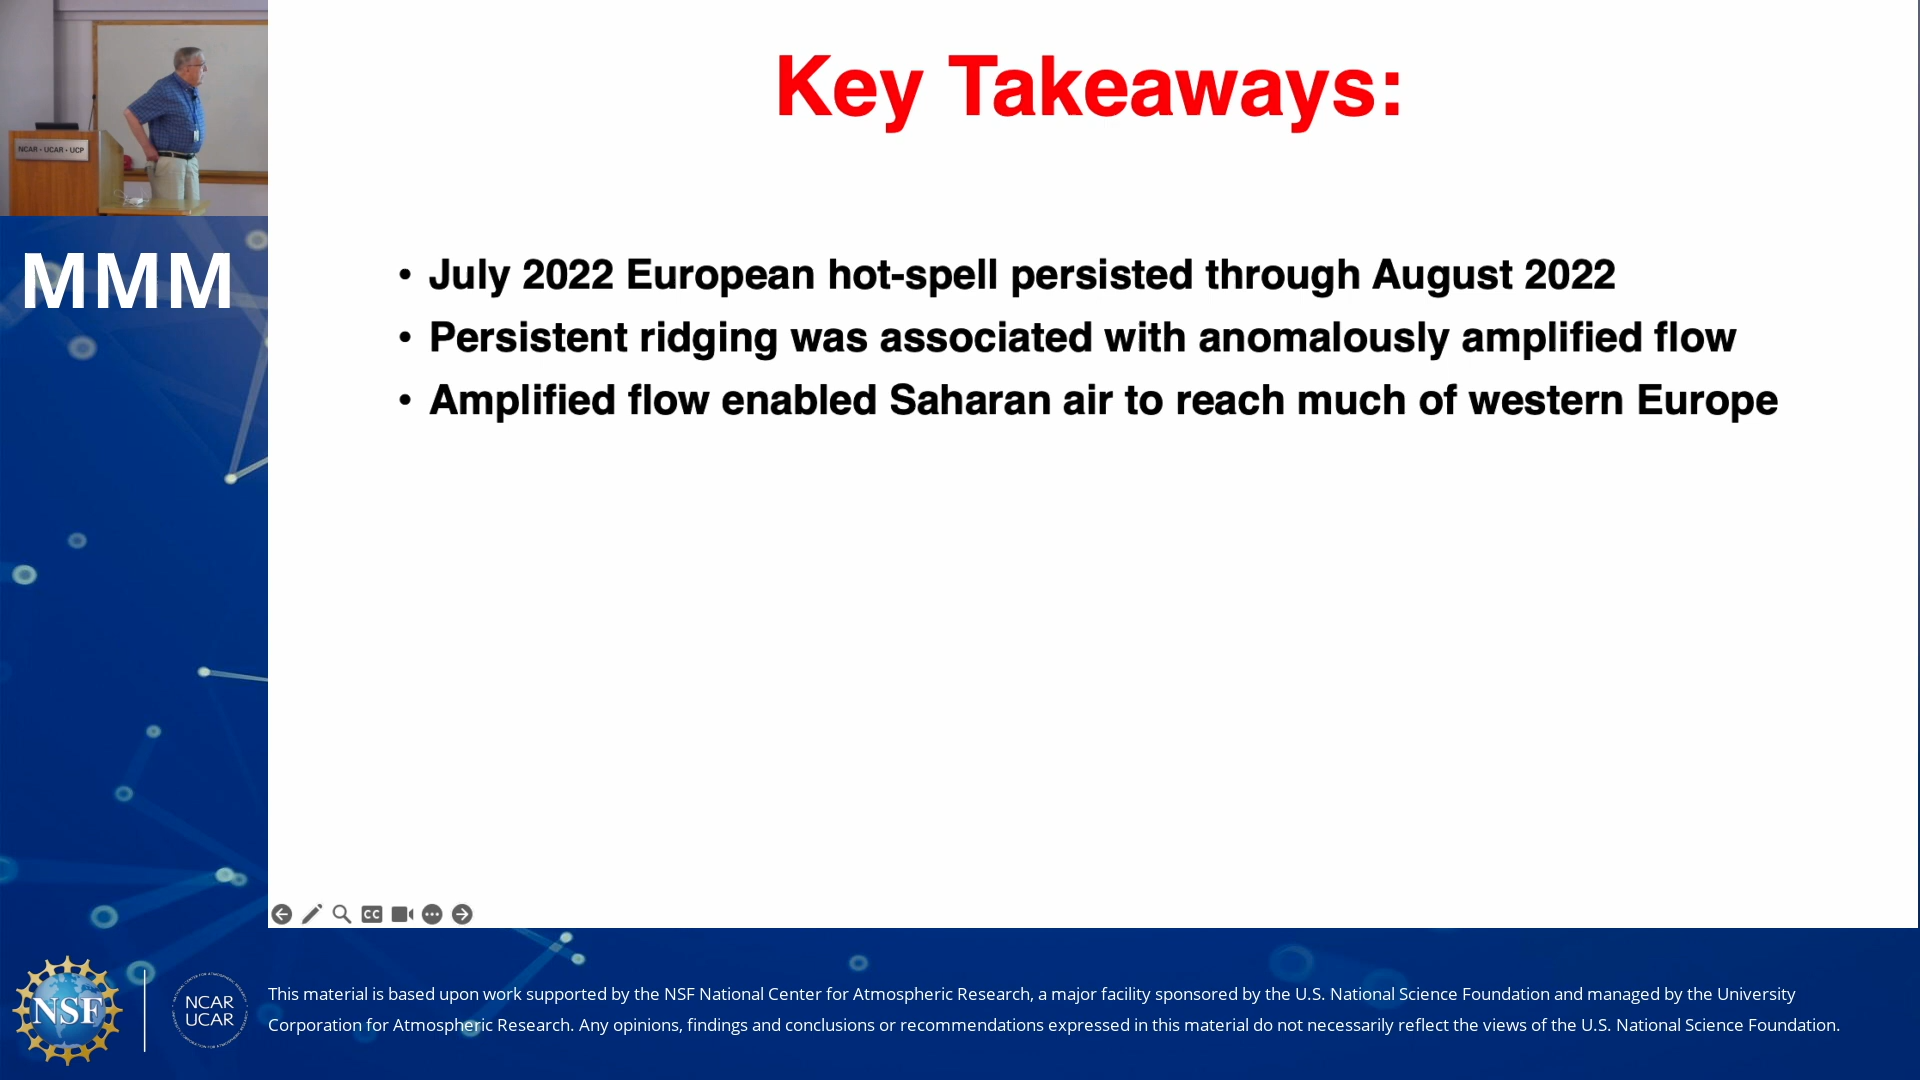 Key Takeaways:
NCAR • UCAR • UCP
MMM
• July 2022 European hot-spell persisted through August 2022
• Persistent ridging was associated with anomalously amplified flow
• Amplified flow enabled Saharan air to reach much of western Europe
CC
NSF
NCAR
UCAR
This material is based upon work supported by the NSF National Center for Atmospheric Research, a major facility sponsored by the U.S. National Science Foundation and managed by the University
Corporation for Atmospheric Research. Any opinions, findings and conclusions or recommendations expressed in this material do not necessarily reflect the views of the U.S. National Science Foundation.